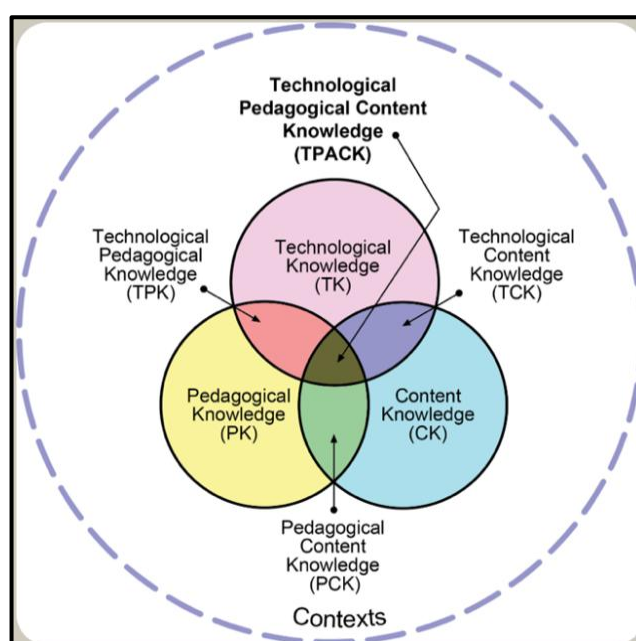 Technological
Pedagogical Content
Knowledge
(TPACK)
Technological
Pedagogical
Knowledge
(TPK)
Technological
Knowledge
(TK)
Technological
Content
Knowledge
(TCK)
Pedagogical
Knowledge
(PK)
Content
Knowledge
(CK)
Pedagogical
Content
Knowledge
(PCK)
Contexts